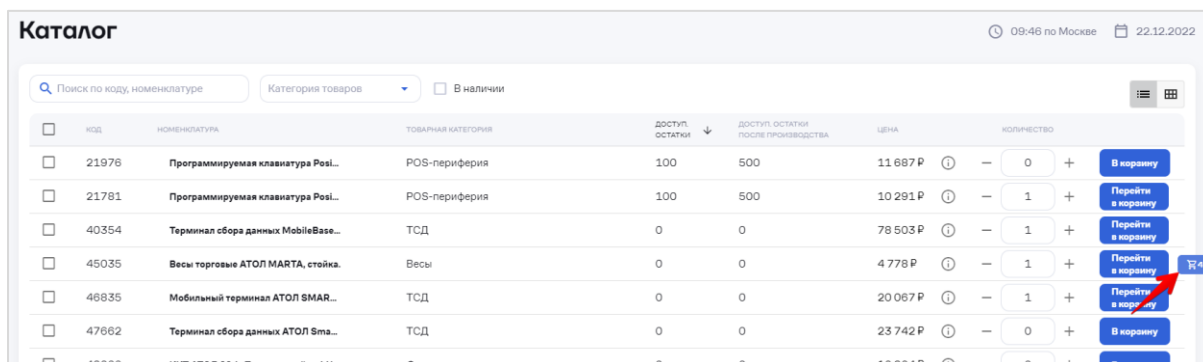 Каталог
09:46 по Москве 22.12.2022
Поиск по коду, номенклатуре Категория товаров В наличии
КОД НОМЕНКЛАТУРА ТОВАРНАЯ КАТЕГОРИЯ ДОСТУП. ОСТАТКИ ДОСТУП. ОСТАТКИ ПОСЛЕ ПРОИЗВОДСТВА ЦЕНА КОЛИЧЕСТВО
21976 Программируемая клавиатура Posi... POS-периферия 100 500 11 687 ₽ − 0 + В корзину
21781 Программируемая клавиатура Posi... POS-периферия 100 500 10 291 ₽ − 1 + Перейти в корзину
40354 Терминал сбора данных MobileBase... ТСД 0 0 78 503 ₽ − 1 + Перейти в корзину
45035 Весы торговые АТОЛ MARTA, стойка. Весы 0 0 4 778 ₽ − 1 + Перейти в корзину
46835 Мобильный терминал АТОЛ SMAR... ТСД 0 0 20 067 ₽ − 1 + Перейти в корзину
47662 Терминал сбора данных АТОЛ Sma... ТСД 0 0 23 742 ₽ − 0 + В корзину